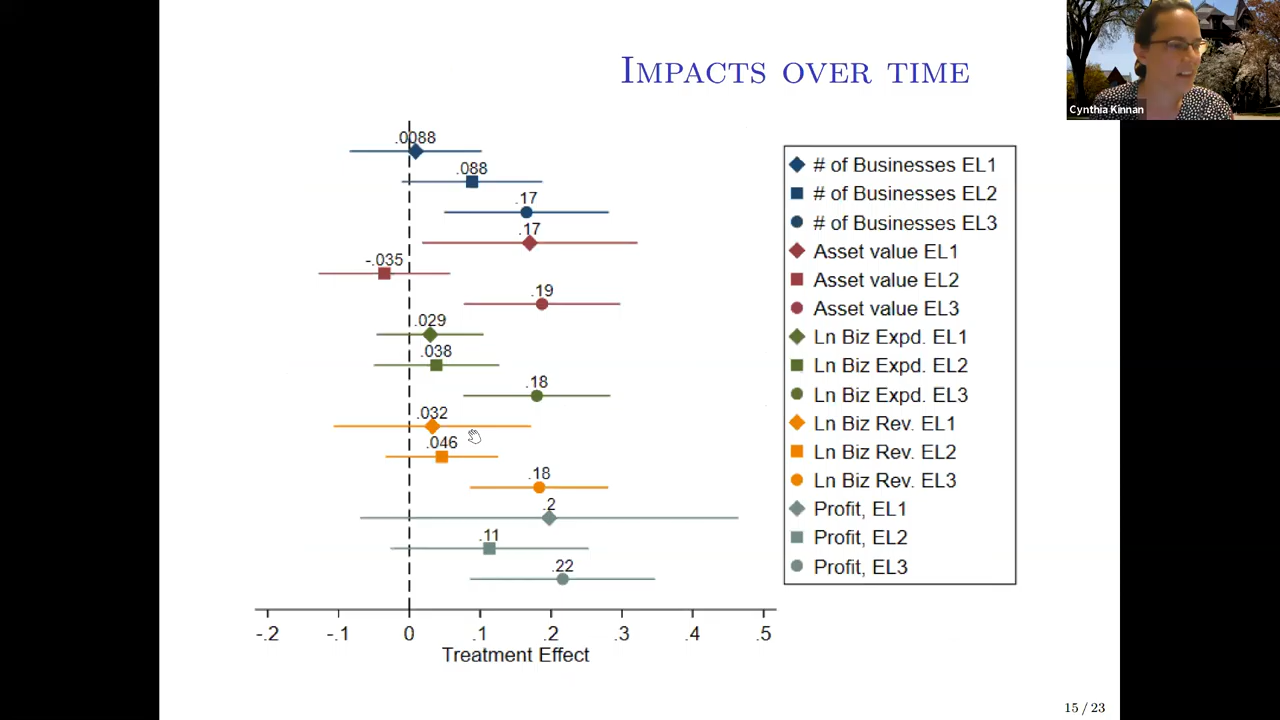 IMPACTS OVER TIME
Cynthia Kinnan
.0088
.088
.17
.17
-.035
.19
.029
.038
.18
.032
.046
.18
.2
.11
.22
# of Businesses EL1
# of Businesses EL2
# of Businesses EL3
Asset value EL1
Asset value EL2
Asset value EL3
Ln Biz Expd. EL1
Ln Biz Expd. EL2
Ln Biz Expd. EL3
Ln Biz Rev. EL1
Ln Biz Rev. EL2
Ln Biz Rev. EL3
Profit, EL1
Profit, EL2
Profit, EL3
-.2 -.1 0 .1 .2 .3 .4 .5
Treatment Effect
15 / 23